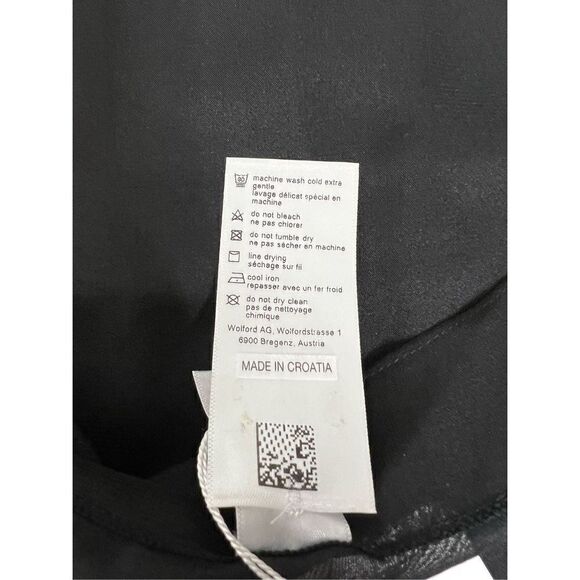 30
machine wash cold extra
gentle
lavage délicat spécial en
machine
do not bleach
ne pas chlorer
do not tumble dry
ne pas sécher en machine
line drying
séchage sur fil
cool iron
repasser avec un fer froid
do not dry clean
pas de nettoyage
chimique
Wolford AG, Wolfordstrasse 1
6900 Bregenz, Austria
MADE IN CROATIA